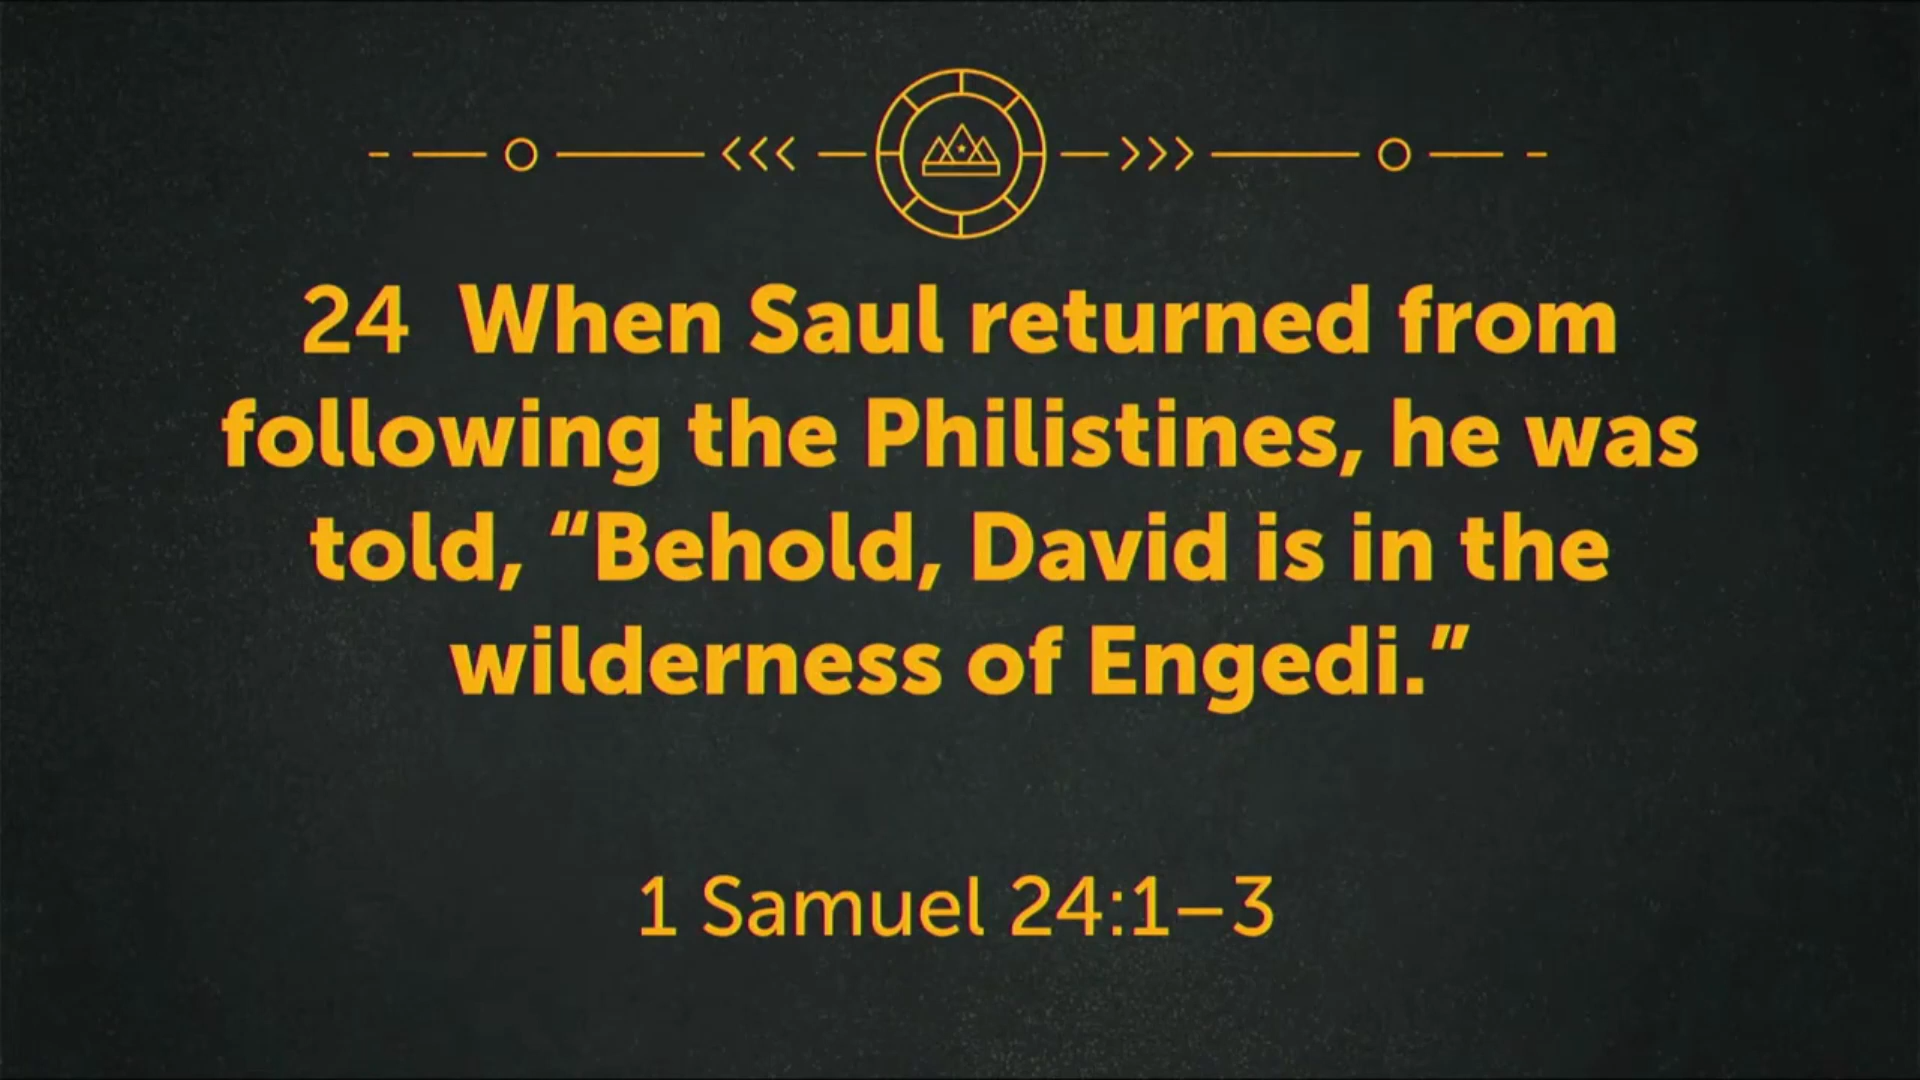 24 When Saul returned from
following the Philistines, he was
told, “Behold, David is in the
wilderness of Engedi.”
1 Samuel 24:1–3